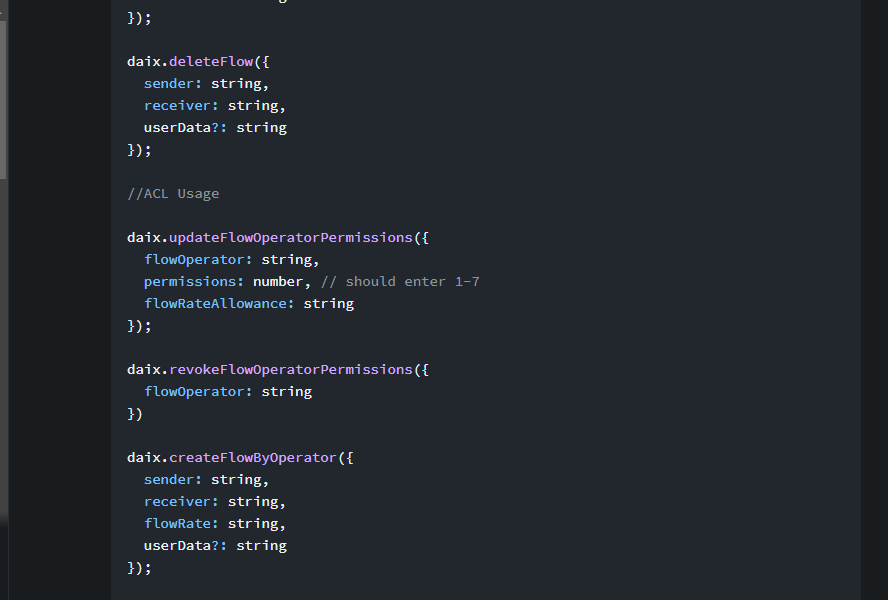 });
daix.deleteFlow({
sender: string,
receiver: string,
userData?: string
});
//ACL Usage
daix.updateFlowOperatorPermissions({
flowOperator: string,
permissions: number, // should enter 1-7
flowRateAllowance: string
});
daix.revokeFlowOperatorPermissions({
flowOperator: string
})
daix.createFlowByOperator({
sender: string,
receiver: string,
flowRate: string,
userData?: string
});